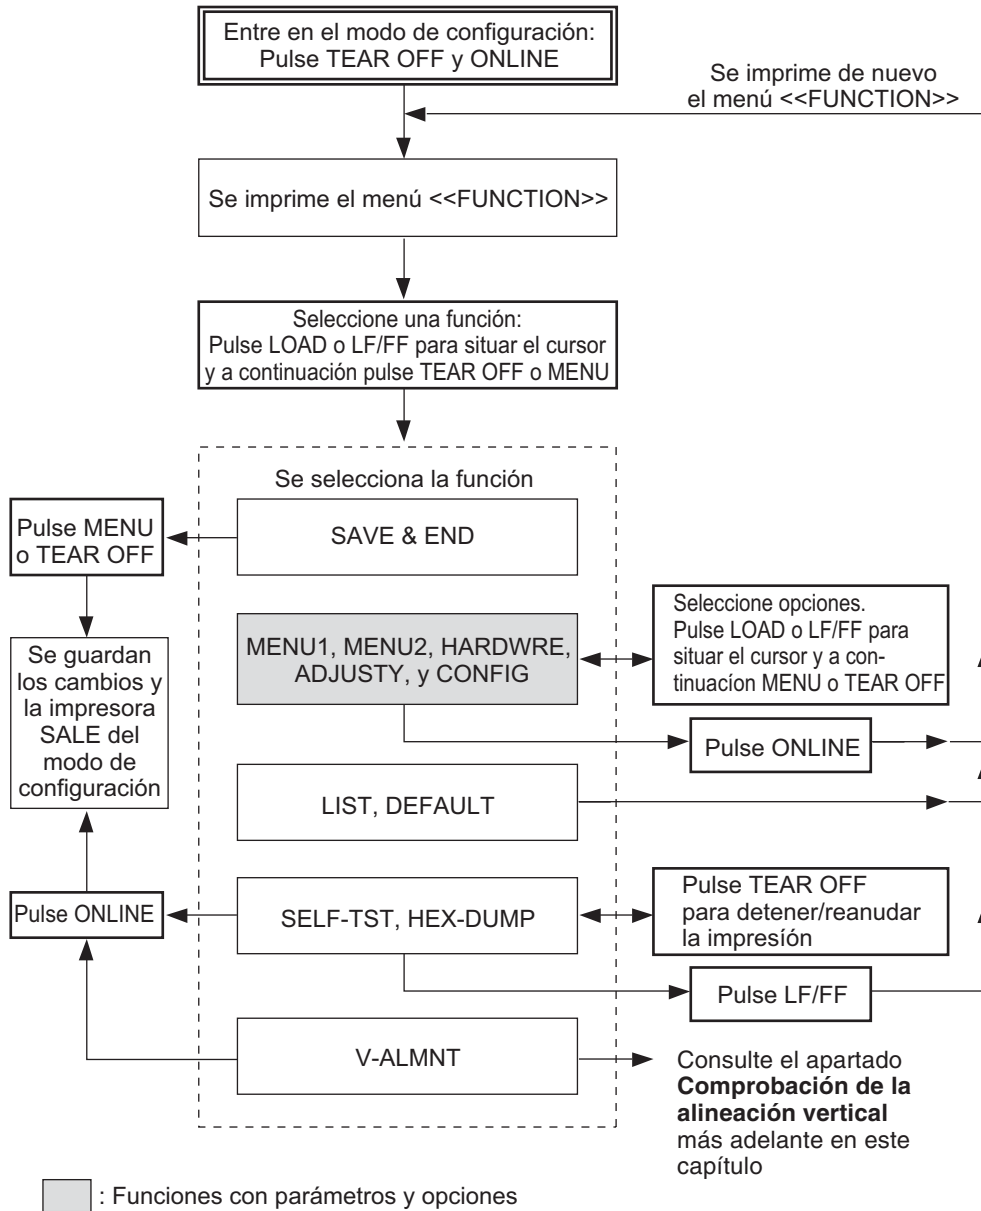 Entre en el modo de configuración:
Pulse TEAR OFF y ONLINE
Se imprime de nuevo
el menú <<FUNCTION>>
Se imprime el menú <<FUNCTION>>
Seleccione una función:
Pulse LOAD o LF/FF para situar el cursor
y a continuación pulse TEAR OFF o MENU
Se selecciona la función
Pulse MENU
o TEAR OFF
SAVE & END
Se guardan
los cambios y
la impresora
SALE del
modo de
configuración
MENU1, MENU2, HARDWRE,
ADJUSTY, y CONFIG
Seleccione opciones.
Pulse LOAD o LF/FF para
situar el cursor y a con-
tinuacíon MENU o TEAR OFF
Pulse ONLINE
LIST, DEFAULT
Pulse ONLINE
SELF-TST, HEX-DUMP
Pulse TEAR OFF
para detener/reanudar
la impresíón
Pulse LF/FF
V-ALMNT
Consulte el apartado
Comprobación de la
alineación vertical
más adelante en este
capítulo
: Funciones con parámetros y opciones